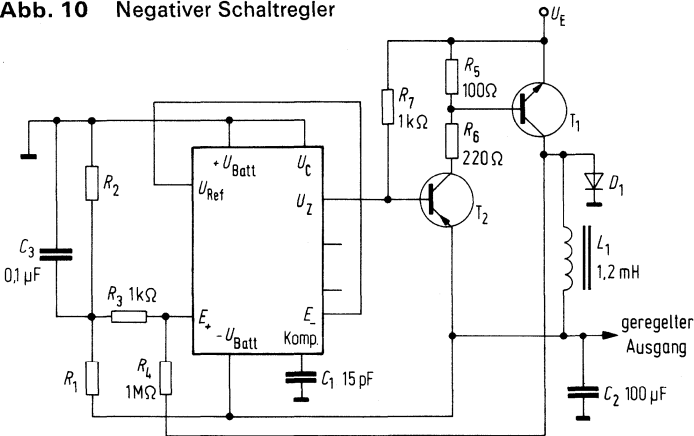 Abb. 10 Negativer Schaltregler
U_E
R_5
100Ω
R_7
1kΩ
R_6
220Ω
T_1
+U_Batt
U_C
R_2
U_Ref
U_Z
T_2
D_1
C_3
0,1µF
L_1
1,2 mH
R_3 1kΩ
E_+
E_-
-U_Batt
Komp.
geregelter
Ausgang
R_1
R_4
1MΩ
C_1 15pF
C_2 100µF